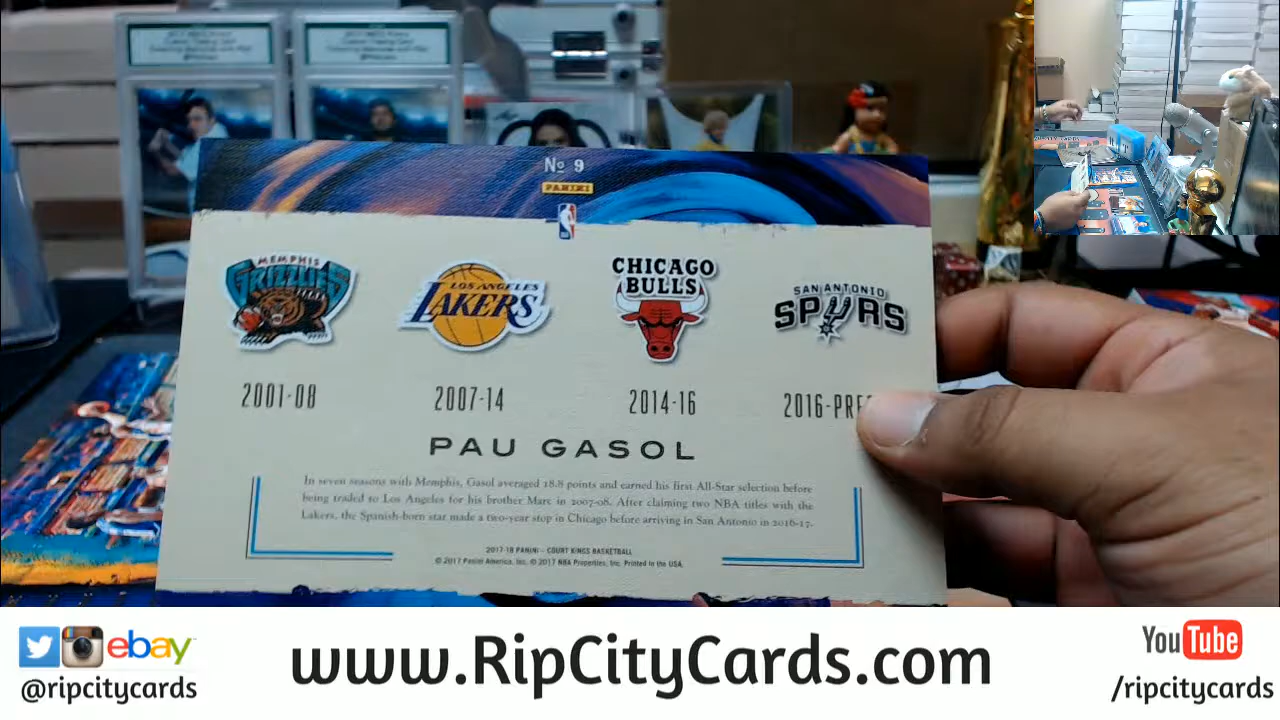 No 9
PANINI
MEMPHIS
GRIZZLIES
LOS ANGELES
LAKERS
CHICAGO
BULLS
SAN ANTONIO
SPURS
2001-08
2007-14
2014-16
2016-PRE
PAU GASOL
In seven seasons with Memphis, Gasol averaged 18.8 points and earned his first All-Star selection before
being traded to Los Angeles for his brother Marc in 2007-08. After claiming two NBA titles with the
Lakers, the Spanish-born star made a two-year stop in Chicago before arriving in San Antonio in 2016-17.
2017-18 PANINI – COURT KINGS BASKETBALL
© 2017 Panini America, Inc. © 2017 NBA Properties, Inc. Printed in the USA.
ebay
@ripcitycards
www.RipCityCards.com
YouTube
/ripcitycards